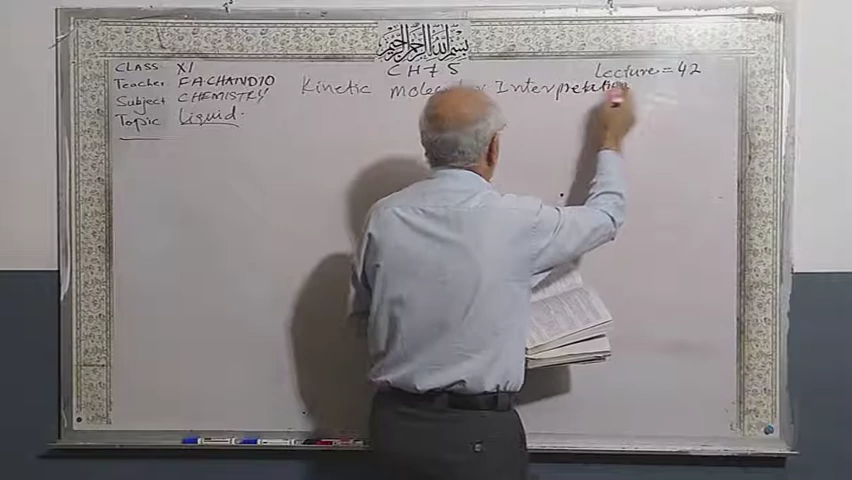 بسم الله الرحمن الرحيم
CLASS XI
CH # 5
Lecture = 42
Teacher F.A.CHANDIO
Kinetic Molecular Interpretation
Subject CHEMISTRY
Topic Liquid.